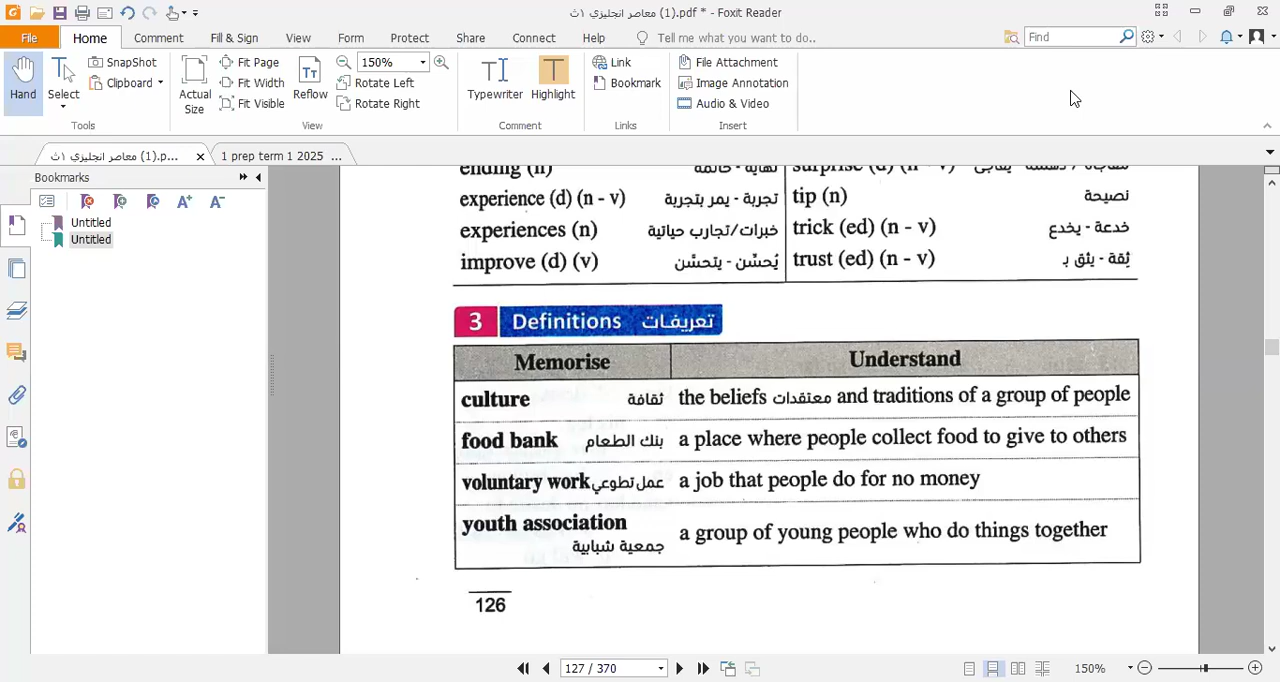 معاصر انجليزي ١ث (1).pdf * - Foxit Reader
File Home Comment Fill & Sign View Form Protect Share Connect Help Tell me what you want to do.. Find
Hand
Select
SnapShot
Clipboard
Tools
Actual Size
Fit Page
Fit Width
Fit Visible
Reflow
150%
Rotate Left
Rotate Right
View
Typewriter
Highlight
Comment
Link
Bookmark
Links
File Attachment
Image Annotation
Audio & Video
Insert
معاصر انجليزي ١ث (1).p... 1 prep term 1 2025 ...
Bookmarks
Untitled
Untitled
ending (n) نهاية - خاتمة
surprise (d) (n - v) مفاجأة / دهشة - يفاجئ
experience (d) (n - v) تجربة - يمر بتجربة
tip (n) نصيحة
experiences (n) خبرات/تجارب حياتية
trick (ed) (n - v) خدعة - يخدع
improve (d) (v) يُحسِّن - يتحسَّن
trust (ed) (n - v) ثِقة - يثق بـ
3 Definitions تعريفات
Memorise Understand
culture ثقافة the beliefs معتقدات and traditions of a group of people
food bank بنك الطعام a place where people collect food to give to others
voluntary work عمل تطوعي a job that people do for no money
youth association a group of young people who do things together
جمعية شبابية
126
127 / 370
150%